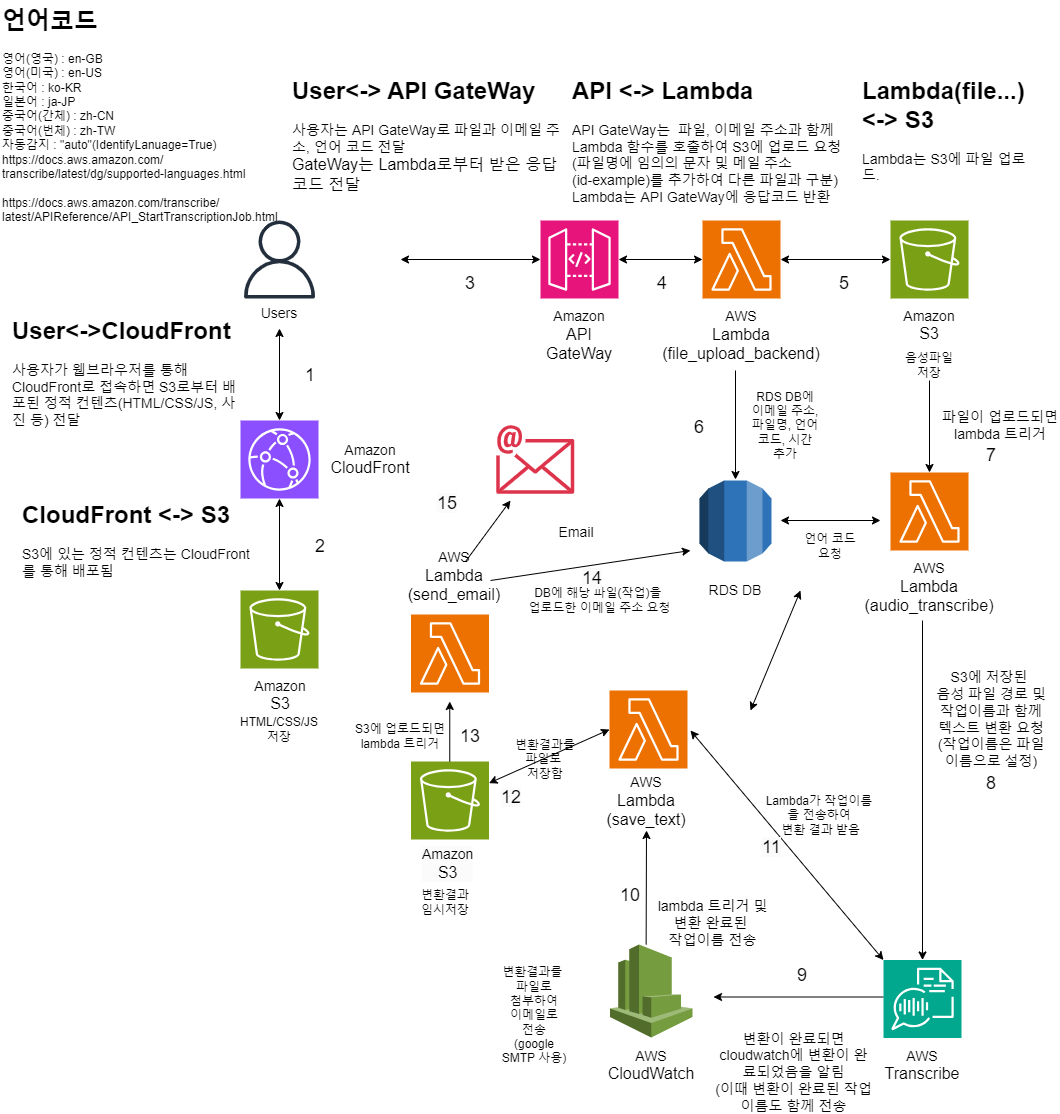 언어코드
영어(영국) : en-GB
영어(미국) : en-US
한국어 : ko-KR
일본어 : ja-JP
중국어(간체) : zh-CN
중국어(번체) : zh-TW
자동감지 : "auto"(IdentifyLanuage=True)
https://docs.aws.amazon.com/
transcribe/latest/dg/supported-languages.html
https://docs.aws.amazon.com/transcribe/
latest/APIReference/API_StartTranscriptionJob.html
User<-> API GateWay
사용자는 API GateWay로 파일과 이메일 주
소, 언어 코드 전달
GateWay는 Lambda로부터 받은 응답
코드 전달
API <-> Lambda
API GateWay는  파일, 이메일 주소과 함께
Lambda 함수를 호출하여 S3에 업로드 요청
(파일명에 임의의 문자 및 메일 주소
(id-example)를 추가하여 다른 파일과 구분)
Lambda는 API GateWay에 응답코드 반환
Lambda(file...)
<-> S3
Lambda는 S3에 파일 업로
드.
Users
3
Amazon
API
GateWay
4
AWS
Lambda
(file_upload_backend)
5
Amazon
S3
음성파일
저장
User<->CloudFront
사용자가 웹브라우저를 통해
CloudFront로 접속하면 S3로부터 배
포된 정적 컨텐츠(HTML/CSS/JS, 사
진 등) 전달
1
Amazon
CloudFront
CloudFront <-> S3
S3에 있는 정적 컨텐츠는 CloudFront
를 통해 배포됨
2
Amazon
S3
HTML/CSS/JS
저장
6
RDS DB에
이메일 주소,
파일명, 언어
코드, 시간
추가
파일이 업로드되면
lambda 트리거
7
15
Email
AWS
Lambda
(send_email)
14
DB에 해당 파일(작업)을
업로드한 이메일 주소 요청
RDS DB
언어 코드
요청
AWS
Lambda
(audio_transcribe)
S3에 저장된
음성 파일 경로 및
작업이름과 함께
텍스트 변환 요청
(작업이름은 파일
이름으로 설정)
8
S3에 업로드되면
lambda 트리거
13
변환결과를
파일로
저장함
12
Amazon
S3
변환결과
임시저장
AWS
Lambda
(save_text)
Lambda가 작업이름
을 전송하여
변환 결과 받음
11
10
lambda 트리거 및
변환 완료된
작업이름 전송
변환결과를
파일로
첨부하여
이메일로
전송
(google
SMTP 사용)
AWS
CloudWatch
9
변환이 완료되면
cloudwatch에 변환이 완
료되었음을 알림
(이때 변환이 완료된 작업
이름도 함께 전송
AWS
Transcribe